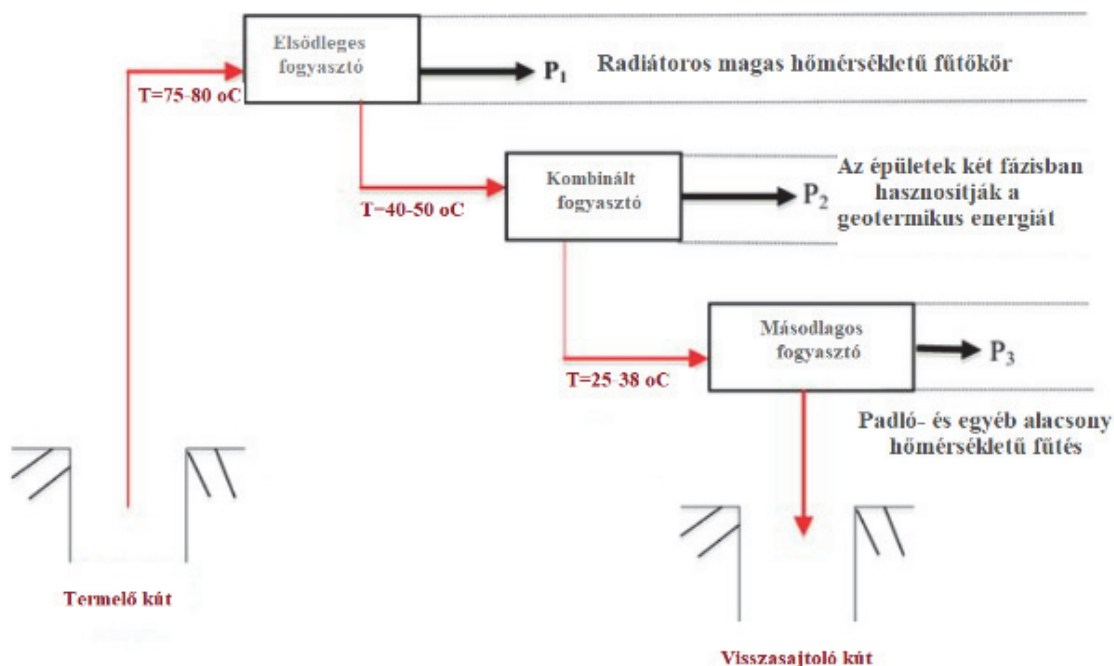 Elsődleges
fogyasztó
P1
Radiátoros magas hőmérsékletű fűtőkör
T=75-80 oC
Kombinált
fogyasztó
P2
Az épületek két fázisban
hasznosítják a
geotermikus energiát
T=40-50 oC
Másodlagos
fogyasztó
P3
T=25-38 oC
Padló- és egyéb alacsony
hőmérsékletű fűtés
Termelő kút
Visszasajtoló kút